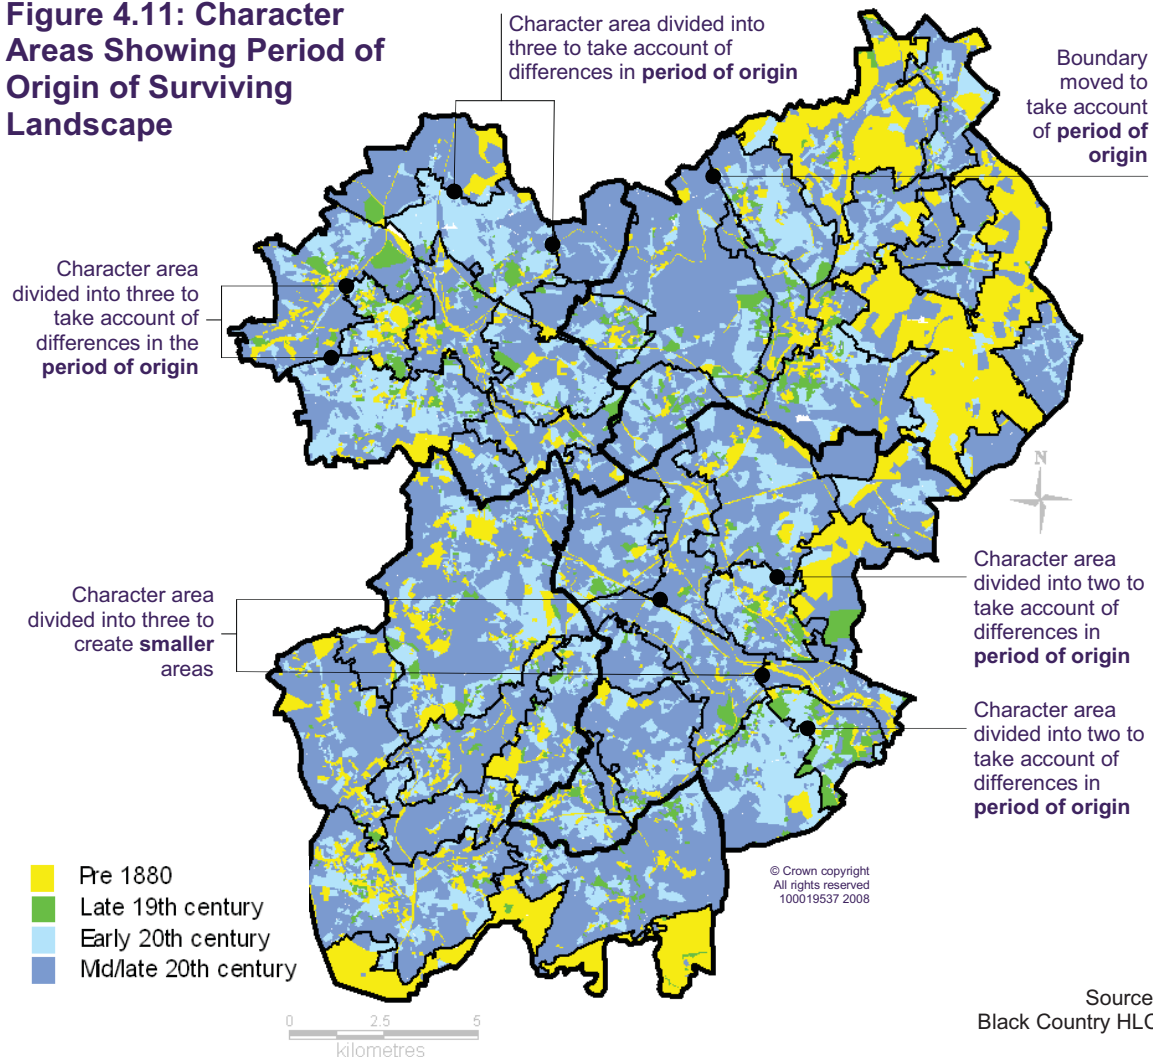 Figure 4.11: Character
Areas Showing Period of
Origin of Surviving
Landscape
Character area divided into
three to take account of
differences in period of origin
Boundary
moved to
take account
of period of
origin
Character area
divided into three to
take account of
differences in the
period of origin
N
Character area
divided into two to
take account of
differences in
period of origin
Character area
divided into three to
create smaller
areas
Character area
divided into two to
take account of
differences in
period of origin
Pre 1880
Late 19th century
Early 20th century
Mid/late 20th century
© Crown copyright
All rights reserved
100019537 2008
0 2.5 5
kilometres
Source
Black Country HLC